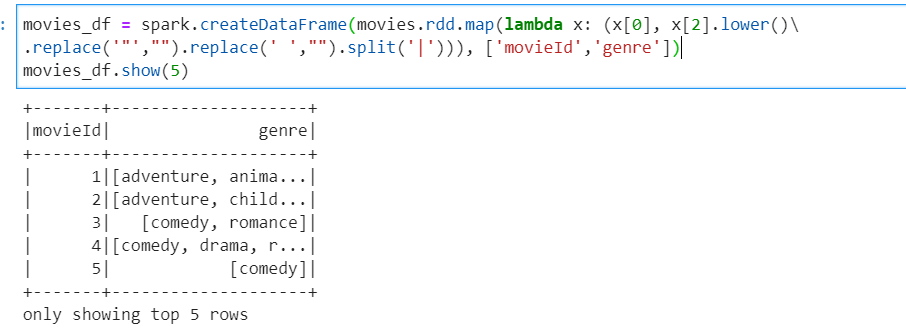 : movies_df = spark.createDataFrame(movies.rdd.map(lambda x: (x[0], x[2].lower()\
.replace('"',"").replace(' ',"").split('|'))), ['movieId','genre'])
movies_df.show(5)
+-------+--------------------+
|movieId|               genre|
+-------+--------------------+
|      1|[adventure, anima...|
|      2|[adventure, child...|
|      3|   [comedy, romance]|
|      4|[comedy, drama, r...|
|      5|            [comedy]|
+-------+--------------------+
only showing top 5 rows